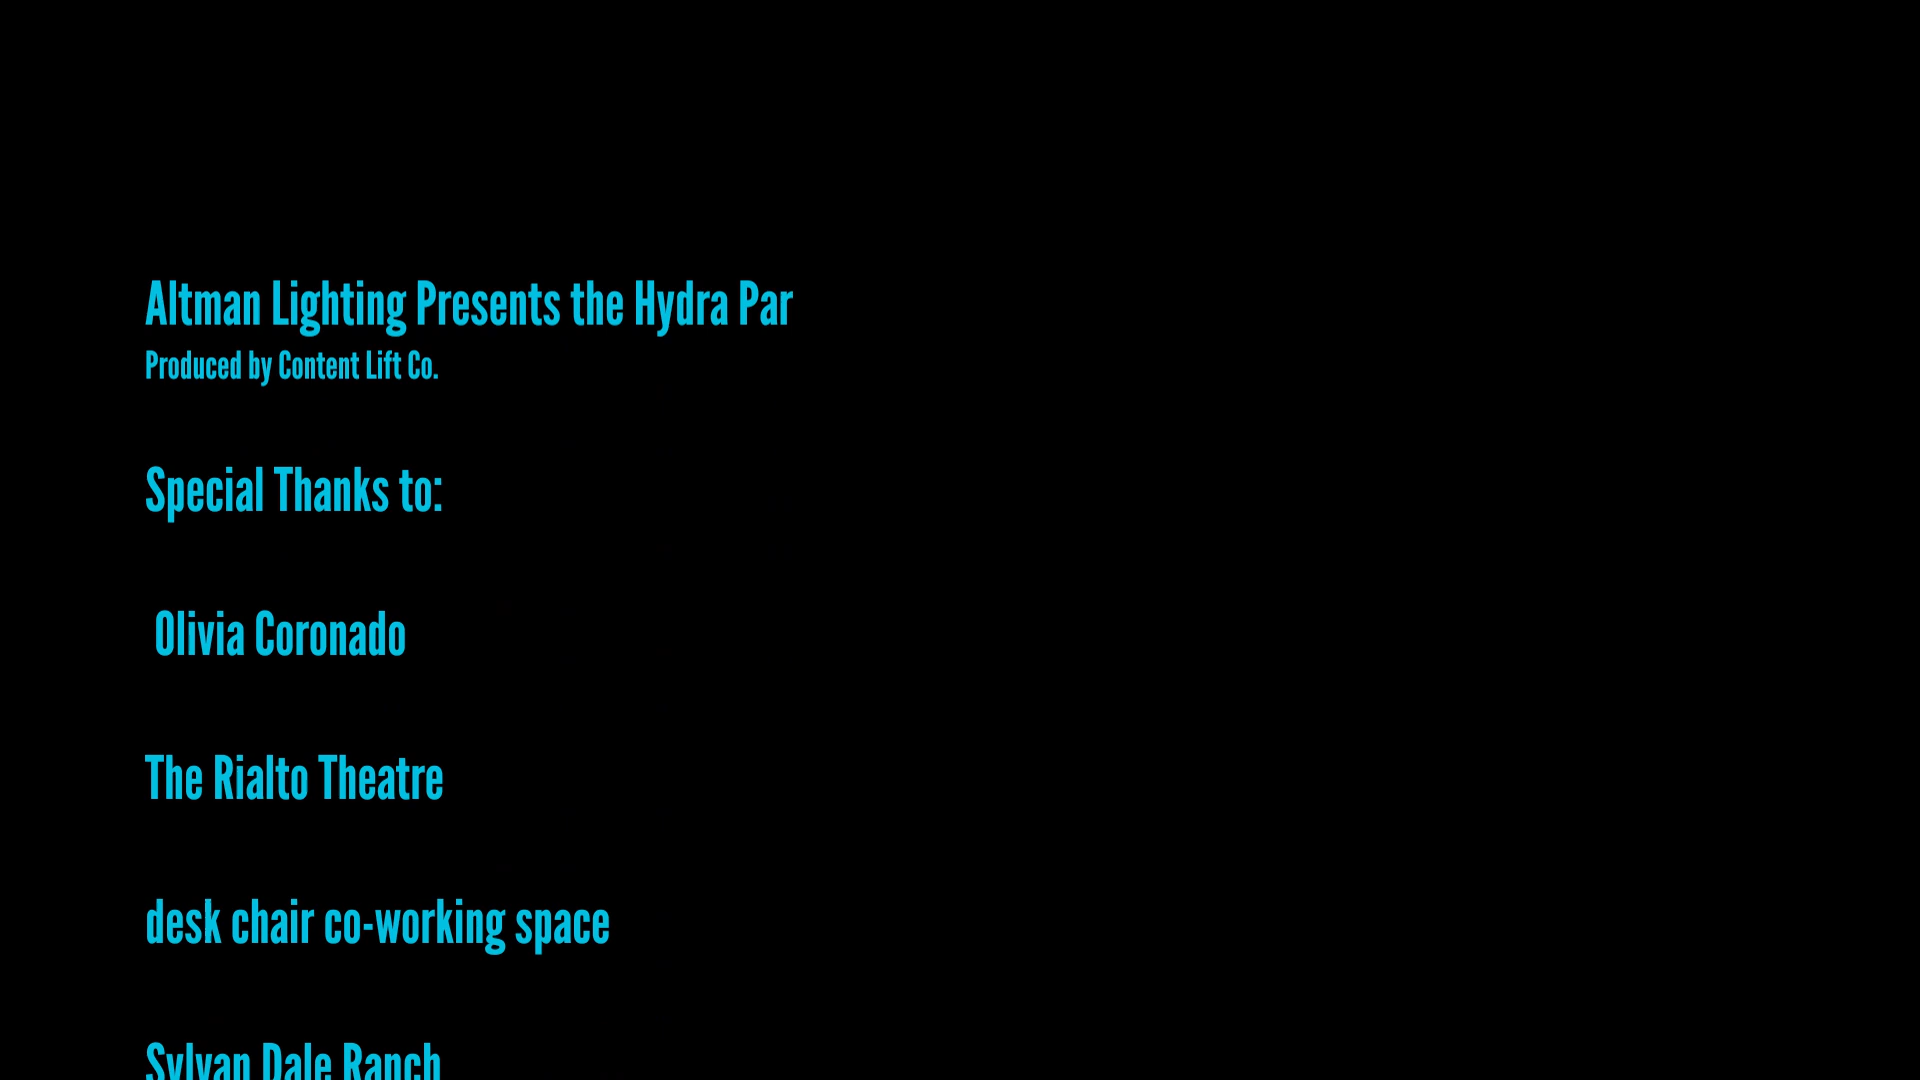 Altman Lighting Presents the Hydra Par
Produced by Content Lift Co.
Special Thanks to:
Olivia Coronado
The Rialto Theatre
desk chair co-working space
Sylvan Dale Ranch